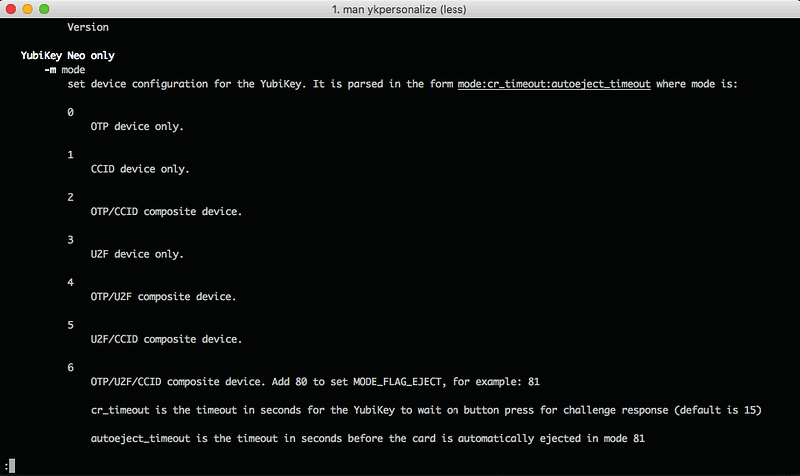 1. man ykpersonalize (less)
Version
YubiKey Neo only
-m mode
set device configuration for the YubiKey. It is parsed in the form mode:cr_timeout:autoeject_timeout where mode is:
0
OTP device only.
1
CCID device only.
2
OTP/CCID composite device.
3
U2F device only.
4
OTP/U2F composite device.
5
U2F/CCID composite device.
6
OTP/U2F/CCID composite device. Add 80 to set MODE_FLAG_EJECT, for example: 81
cr_timeout is the timeout in seconds for the YubiKey to wait on button press for challenge response (default is 15)
autoeject_timeout is the timeout in seconds before the card is automatically ejected in mode 81
: